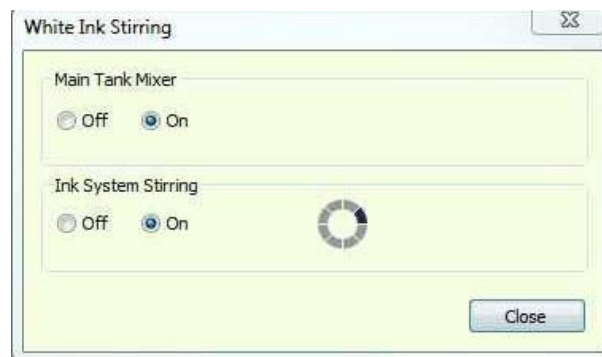 White Ink Stirring
Main Tank Mixer
Off On
Ink System Stirring
Off On
Close